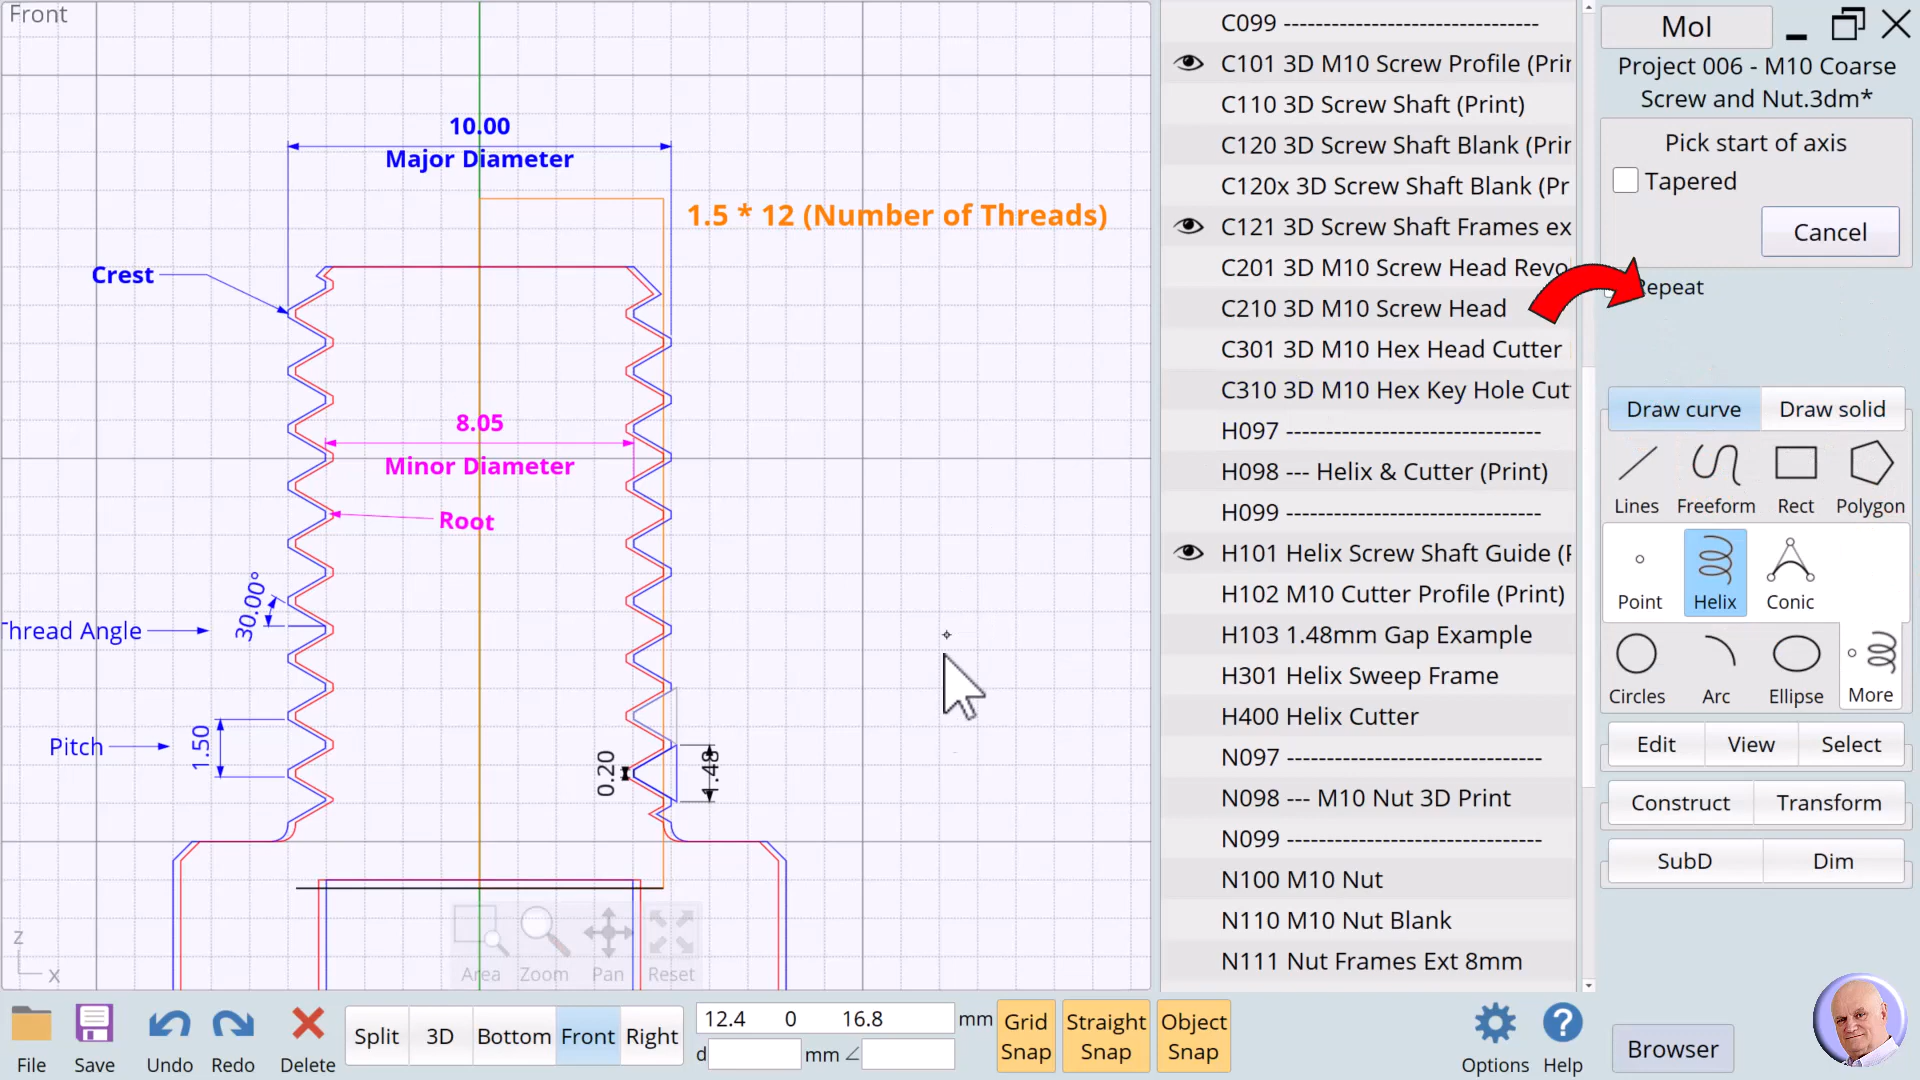 Front
10.00
Major Diameter
1.5 * 12 (Number of Threads)
Crest
8.05
Minor Diameter
Root
30.00°
Thread Angle
Pitch
1.50
0.20
1.48
z
x
Area
Zoom
Pan
Reset
C099 -------------------------------
C101 3D M10 Screw Profile (Prin
C110 3D Screw Shaft (Print)
C120 3D Screw Shaft Blank (Prin
C120x 3D Screw Shaft Blank (Pr
C121 3D Screw Shaft Frames ex
C201 3D M10 Screw Head Revo
C210 3D M10 Screw Head
C301 3D M10 Hex Head Cutter
C310 3D M10 Hex Key Hole Cut
H097 -------------------------------
H098 --- Helix & Cutter (Print)
H099 -------------------------------
H101 Helix Screw Shaft Guide (P
H102 M10 Cutter Profile (Print)
H103 1.48mm Gap Example
H301 Helix Sweep Frame
H400 Helix Cutter
N097 -------------------------------
N098 --- M10 Nut 3D Print
N099 -------------------------------
N100 M10 Nut
N110 M10 Nut Blank
N111 Nut Frames Ext 8mm
MoI
Project 006 - M10 Coarse
Screw and Nut.3dm*
Pick start of axis
Tapered
Cancel
Repeat
Draw curve
Draw solid
Lines
Freeform
Rect
Polygon
Point
Helix
Conic
Circles
Arc
Ellipse
More
Edit
View
Select
Construct
Transform
SubD
Dim
File
Save
Undo
Redo
Delete
Split
3D
Bottom
Front
Right
12.4 0 16.8 mm
d mm ∠
Grid
Snap
Straight
Snap
Object
Snap
Options
Help
Browser